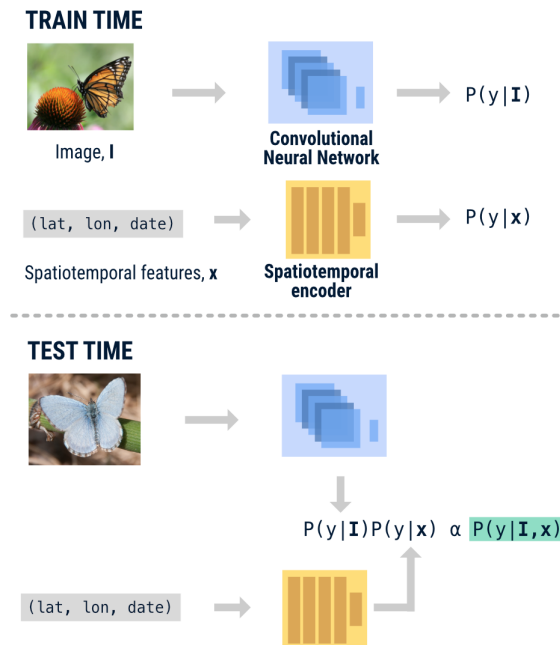 TRAIN TIME
Image, I
Convolutional
Neural Network
P(y|I)
(lat, lon, date)
Spatiotemporal features, x
Spatiotemporal
encoder
P(y|x)
TEST TIME
P(y|I)P(y|x) α P(y|I,x)
(lat, lon, date)